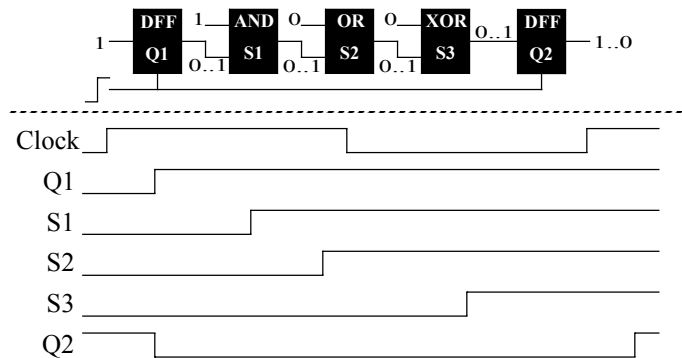 DFF
Q1
AND
S1
OR
S2
XOR
S3
DFF
Q2
1
1
0
0
0..1
0..1
0..1
0..1
1..0
Clock
Q1
S1
S2
S3
Q2